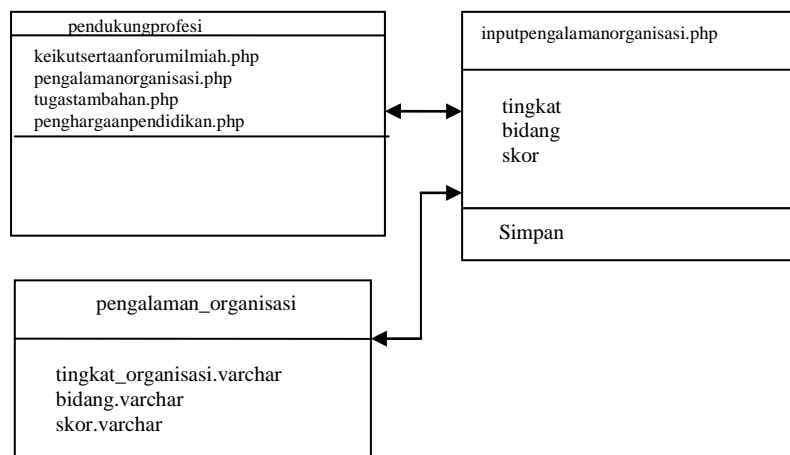 pendukungprofesi
keikutsertaanforumilmiah.php
pengalamanorganisasi.php
tugastambahan.php
penghargaanpendidikan.php
inputpengalamanorganisasi.php
tingkat
bidang
skor
Simpan
pengalaman_organisasi
tingkat_organisasi.varchar
bidang.varchar
skor.varchar